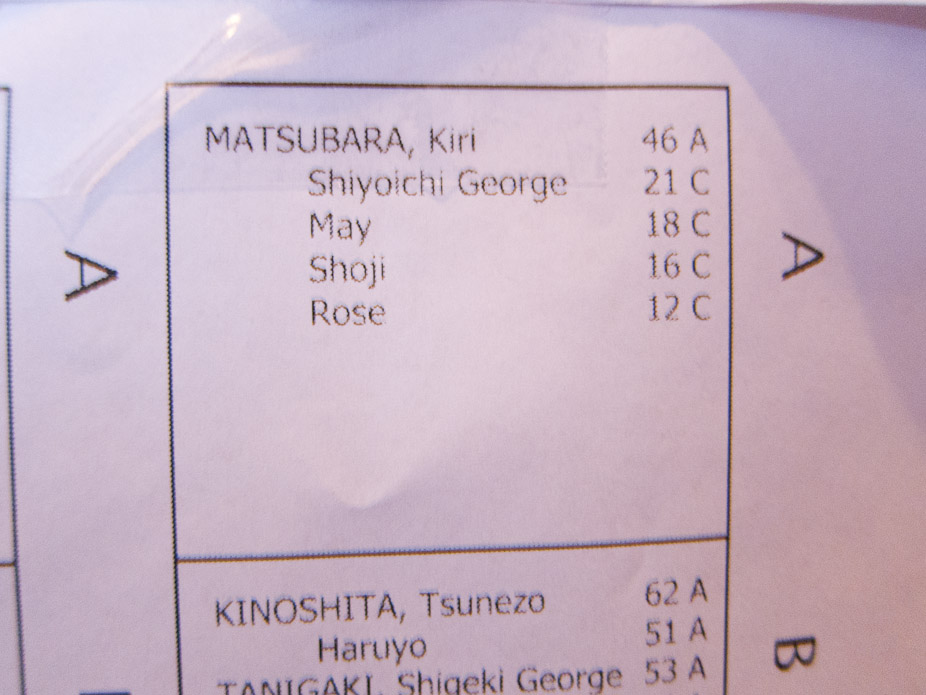 MATSUBARA, Kiri 46 A
Shiyoichi George 21 C
May 18 C
Shoji 16 C
Rose 12 C
A
A
KINOSHITA, Tsunezo 62 A
Haruyo 51 A
TANIGAKI, Shigeki George 53 A
B